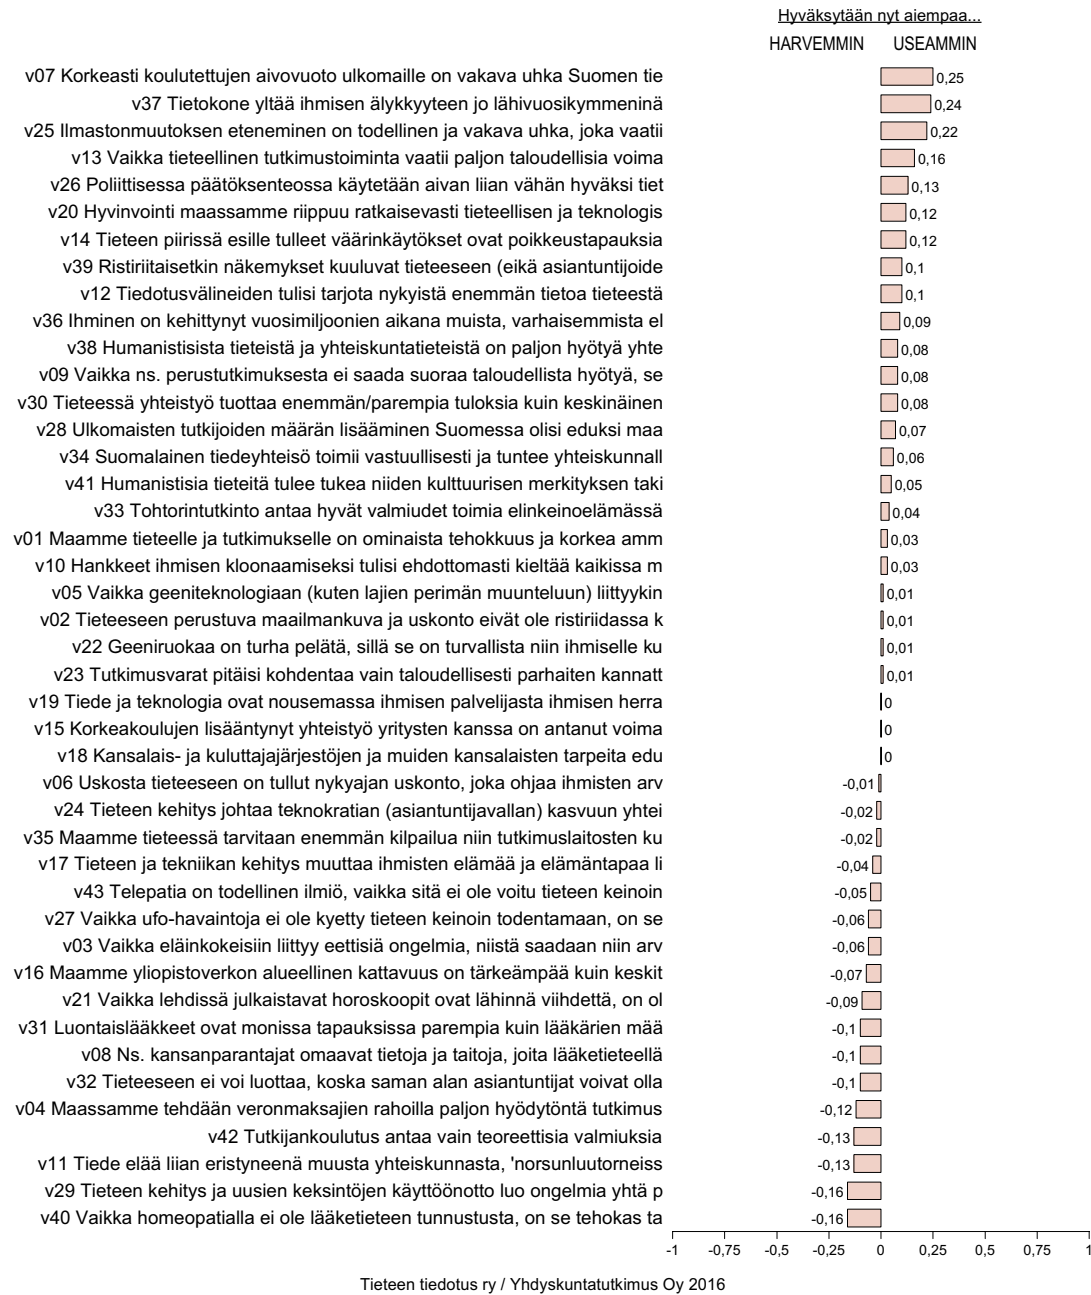 Hyväksytään nyt aiempaa...
HARVEMMIN USEAMMIN
v07 Korkeasti koulutettujen aivovuoto ulkomaille on vakava uhka Suomen tie 0,25
v37 Tietokone yltää ihmisen älykkyyteen jo lähivuosikymmeninä 0,24
v25 Ilmastonmuutoksen eteneminen on todellinen ja vakava uhka, joka vaatii 0,22
v13 Vaikka tieteellinen tutkimustoiminta vaatii paljon taloudellisia voima 0,16
v26 Poliittisessa päätöksenteossa käytetään aivan liian vähän hyväksi tiet 0,13
v20 Hyvinvointi maassamme riippuu ratkaisevasti tieteellisen ja teknologis 0,12
v14 Tieteen piirissä esille tulleet väärinkäytökset ovat poikkeustapauksia 0,12
v39 Ristiriitaisetkin näkemykset kuuluvat tieteeseen (eikä asiantuntijoide 0,1
v12 Tiedotusvälineiden tulisi tarjota nykyistä enemmän tietoa tieteestä 0,1
v36 Ihminen on kehittynyt vuosimiljoonien aikana muista, varhaisemmista el 0,09
v38 Humanistisista tieteistä ja yhteiskuntatieteistä on paljon hyötyä yhte 0,08
v09 Vaikka ns. perustutkimuksesta ei saada suoraa taloudellista hyötyä, se 0,08
v30 Tieteessä yhteistyö tuottaa enemmän/parempia tuloksia kuin keskinäinen 0,08
v28 Ulkomaisten tutkijoiden määrän lisääminen Suomessa olisi eduksi maa 0,07
v34 Suomalainen tiedeyhteisö toimii vastuullisesti ja tuntee yhteiskunnall 0,06
v41 Humanistisia tieteitä tulee tukea niiden kulttuurisen merkityksen taki 0,05
v33 Tohtorintutkinto antaa hyvät valmiudet toimia elinkeinoelämässä 0,04
v01 Maamme tieteelle ja tutkimukselle on ominaista tehokkuus ja korkea amm 0,03
v10 Hankkeet ihmisen kloonaamiseksi tulisi ehdottomasti kieltää kaikissa m 0,03
v05 Vaikka geeniteknologiaan (kuten lajien perimän muunteluun) liittyykin 0,01
v02 Tieteeseen perustuva maailmankuva ja uskonto eivät ole ristiriidassa k 0,01
v22 Geeniruokaa on turha pelätä, sillä se on turvallista niin ihmiselle ku 0,01
v23 Tutkimusvarat pitäisi kohdentaa vain taloudellisesti parhaiten kannatt 0,01
v19 Tiede ja teknologia ovat nousemassa ihmisen palvelijasta ihmisen herra 0
v15 Korkeakoulujen lisääntynyt yhteistyö yritysten kanssa on antanut voima 0
v18 Kansalais- ja kuluttajajärjestöjen ja muiden kansalaisten tarpeita edu 0
v06 Uskosta tieteeseen on tullut nykyajan uskonto, joka ohjaa ihmisten arv -0,01
v24 Tieteen kehitys johtaa teknokratian (asiantuntijavallan) kasvuun yhtei -0,02
v35 Maamme tieteessä tarvitaan enemmän kilpailua niin tutkimuslaitosten ku -0,02
v17 Tieteen ja tekniikan kehitys muuttaa ihmisten elämää ja elämäntapaa li -0,04
v43 Telepatia on todellinen ilmiö, vaikka sitä ei ole voitu tieteen keinoin -0,05
v27 Vaikka ufo-havaintoja ei ole kyetty tieteen keinoin todentamaan, on se -0,06
v03 Vaikka eläinkokeisiin liittyy eettisiä ongelmia, niistä saadaan niin arv -0,06
v16 Maamme yliopistoverkon alueellinen kattavuus on tärkeämpää kuin keskit -0,07
v21 Vaikka lehdissä julkaistavat horoskoopit ovat lähinnä viihdettä, on ol -0,09
v31 Luontaislääkkeet ovat monissa tapauksissa parempia kuin lääkärien mää -0,1
v08 Ns. kansanparantajat omaavat tietoja ja taitoja, joita lääketieteellä -0,1
v32 Tieteeseen ei voi luottaa, koska saman alan asiantuntijat voivat olla -0,1
v04 Maassamme tehdään veronmaksajien rahoilla paljon hyödytöntä tutkimus -0,12
v42 Tutkijankoulutus antaa vain teoreettisia valmiuksia -0,13
v11 Tiede elää liian eristyneenä muusta yhteiskunnasta, 'norsunluutorneiss -0,13
v29 Tieteen kehitys ja uusien keksintöjen käyttöönotto luo ongelmia yhtä p -0,16
v40 Vaikka homeopatialla ei ole lääketieteen tunnustusta, on se tehokas ta -0,16
-1 -0,75 -0,5 -0,25 0 0,25 0,5 0,75 1
Tieteen tiedotus ry / Yhdyskuntatutkimus Oy 2016